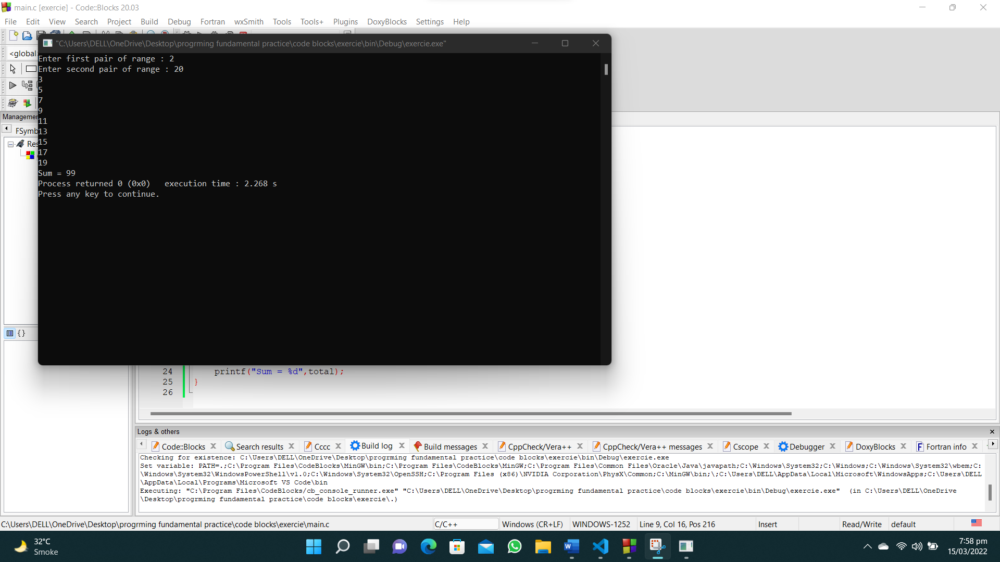 main.c [exercie] - Code::Blocks 20.03
File Edit View Search Project Build Debug Fortran wxSmith Tools Tools+ Plugins DoxyBlocks Settings Help
"C:\Users\DELL\OneDrive\Desktop\progrming fundamental practice\code blocks\exercie\bin\Debug\exercie.exe"
<global
Enter first pair of range : 2
Enter second pair of range : 20
3
5
7
9
11
13
15
17
19
Sum = 99
Process returned 0 (0x0)   execution time : 2.268 s
Press any key to continue.
FSymb
{}
24 printf("Sum = %d",total);
25 }
26
Logs & others
Code::Blocks Search results Cccc Build log Build messages CppCheck/Vera++ CppCheck/Vera++ messages Cscope Debugger DoxyBlocks Fortran info
Checking for existence: C:\Users\DELL\OneDrive\Desktop\progrming fundamental practice\code blocks\exercie\bin\Debug\exercie.exe
Set variable: PATH=.;C:\Program Files\CodeBlocks\MinGW\bin;C:\Program Files\CodeBlocks\MinGW;C:\Program Files\Common Files\Oracle\Java\javapath;C:\Windows\System32;C:\Windows;C:\Windows\System32\wbem;C:
\Windows\System32\WindowsPowerShell\v1.0;C:\Windows\System32\OpenSSH;C:\Program Files (x86)\NVIDIA Corporation\PhysX\Common;C:\MinGW\bin;\;C:\Users\DELL\AppData\Local\Microsoft\WindowsApps;C:\Users\DELL
\AppData\Local\Programs\Microsoft VS Code\bin
Executing: "C:\Program Files\CodeBlocks/cb_console_runner.exe" "C:\Users\DELL\OneDrive\Desktop\progrming fundamental practice\code blocks\exercie\bin\Debug\exercie.exe"  (in C:\Users\DELL\OneDrive
\Desktop\progrming fundamental practice\code blocks\exercie\.)
C:\Users\DELL\OneDrive\Desktop\progrming fundamental practice\code blocks\exercie\main.c C/C++ Windows (CR+LF) WINDOWS-1252 Line 9, Col 16, Pos 216 Insert Read/Write default
32°C
Smoke
7:58 pm
15/03/2022